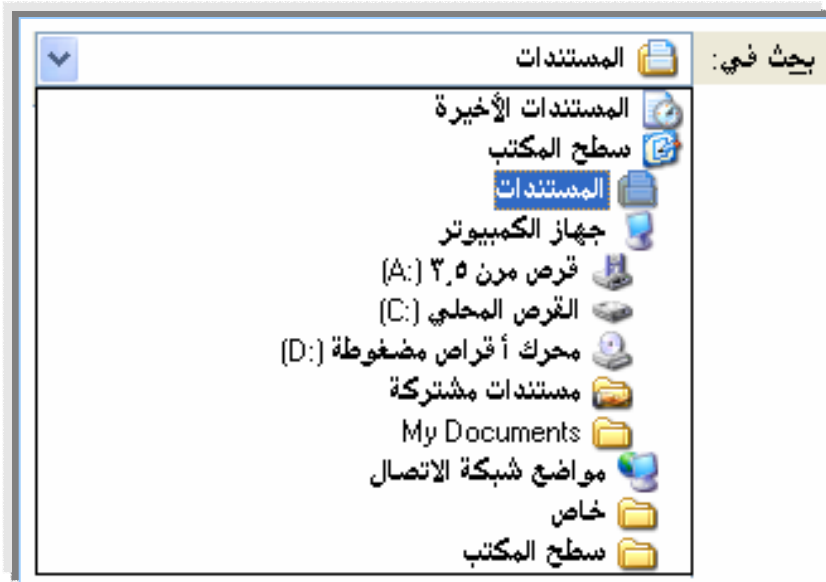 بحث في: المستندات
المستندات الأخيرة
سطح المكتب
المستندات
جهاز الكمبيوتر
قرص مرن ٣٫٥ (A:)
القرص المحلي (C:)
محرك أقراص مضغوطة (D:)
مستندات مشتركة
My Documents
مواضع شبكة الاتصال
خاص
سطح المكتب